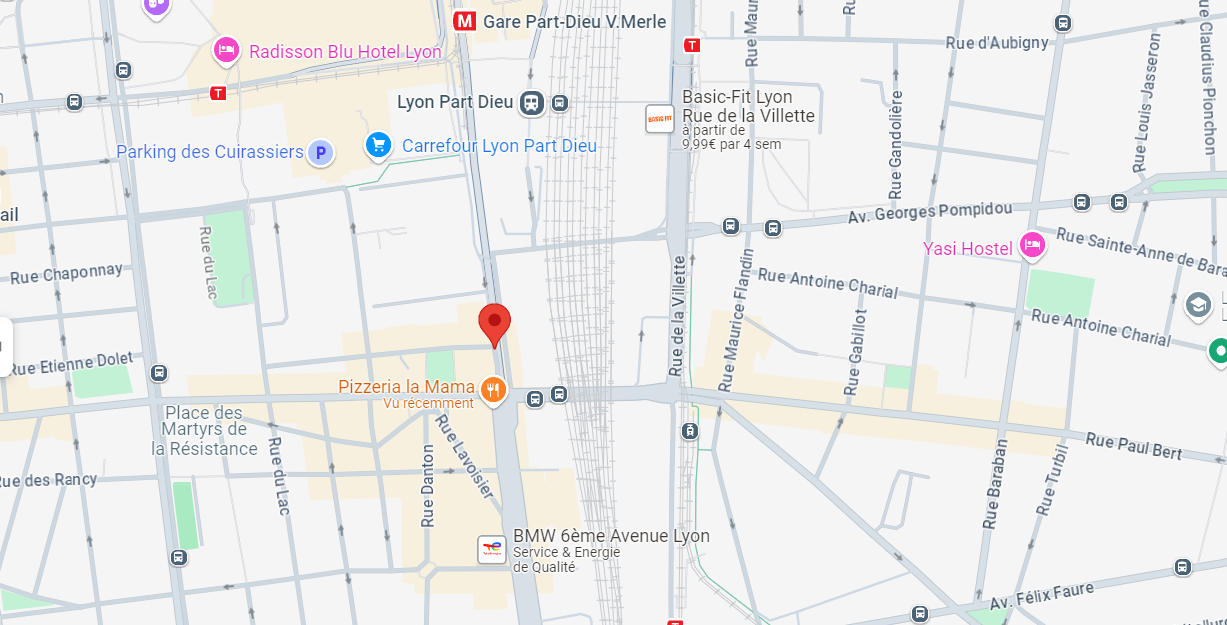 M Gare Part-Dieu V.Merle
Radisson Blu Hotel Lyon
T
T
Rue d'Aubigny
Rue Claudius-Pionchon
Rue Louis Jasseron
Lyon Part Dieu
Basic-Fit Lyon
Rue de la Villette
à partir de
9,99€ par 4 sem
BASIC-FIT
Rue Gandolière
Parking des Cuirassiers
P
Carrefour Lyon Part Dieu
ail
Av. Georges Pompidou
Rue du Lac
Yasi Hostel
Rue Sainte-Anne de Bara
Rue Chaponnay
Rue de la Villette
Rue Maurice Flandin
Rue Antoine Charial
Rue Antoine Charial
Rue Gabillot
Rue Etienne Dolet
Pizzeria la Mama
Vu récemment
Place des
Martyrs de
la Résistance
Rue du Lac
Rue Danton
Rue Lavoisier
Rue Paul Bert
Rue des Rancy
Rue Baraban
Rue Turbil
BMW 6ème Avenue Lyon
Service & Energie
de Qualité
Av. Félix Faure
T